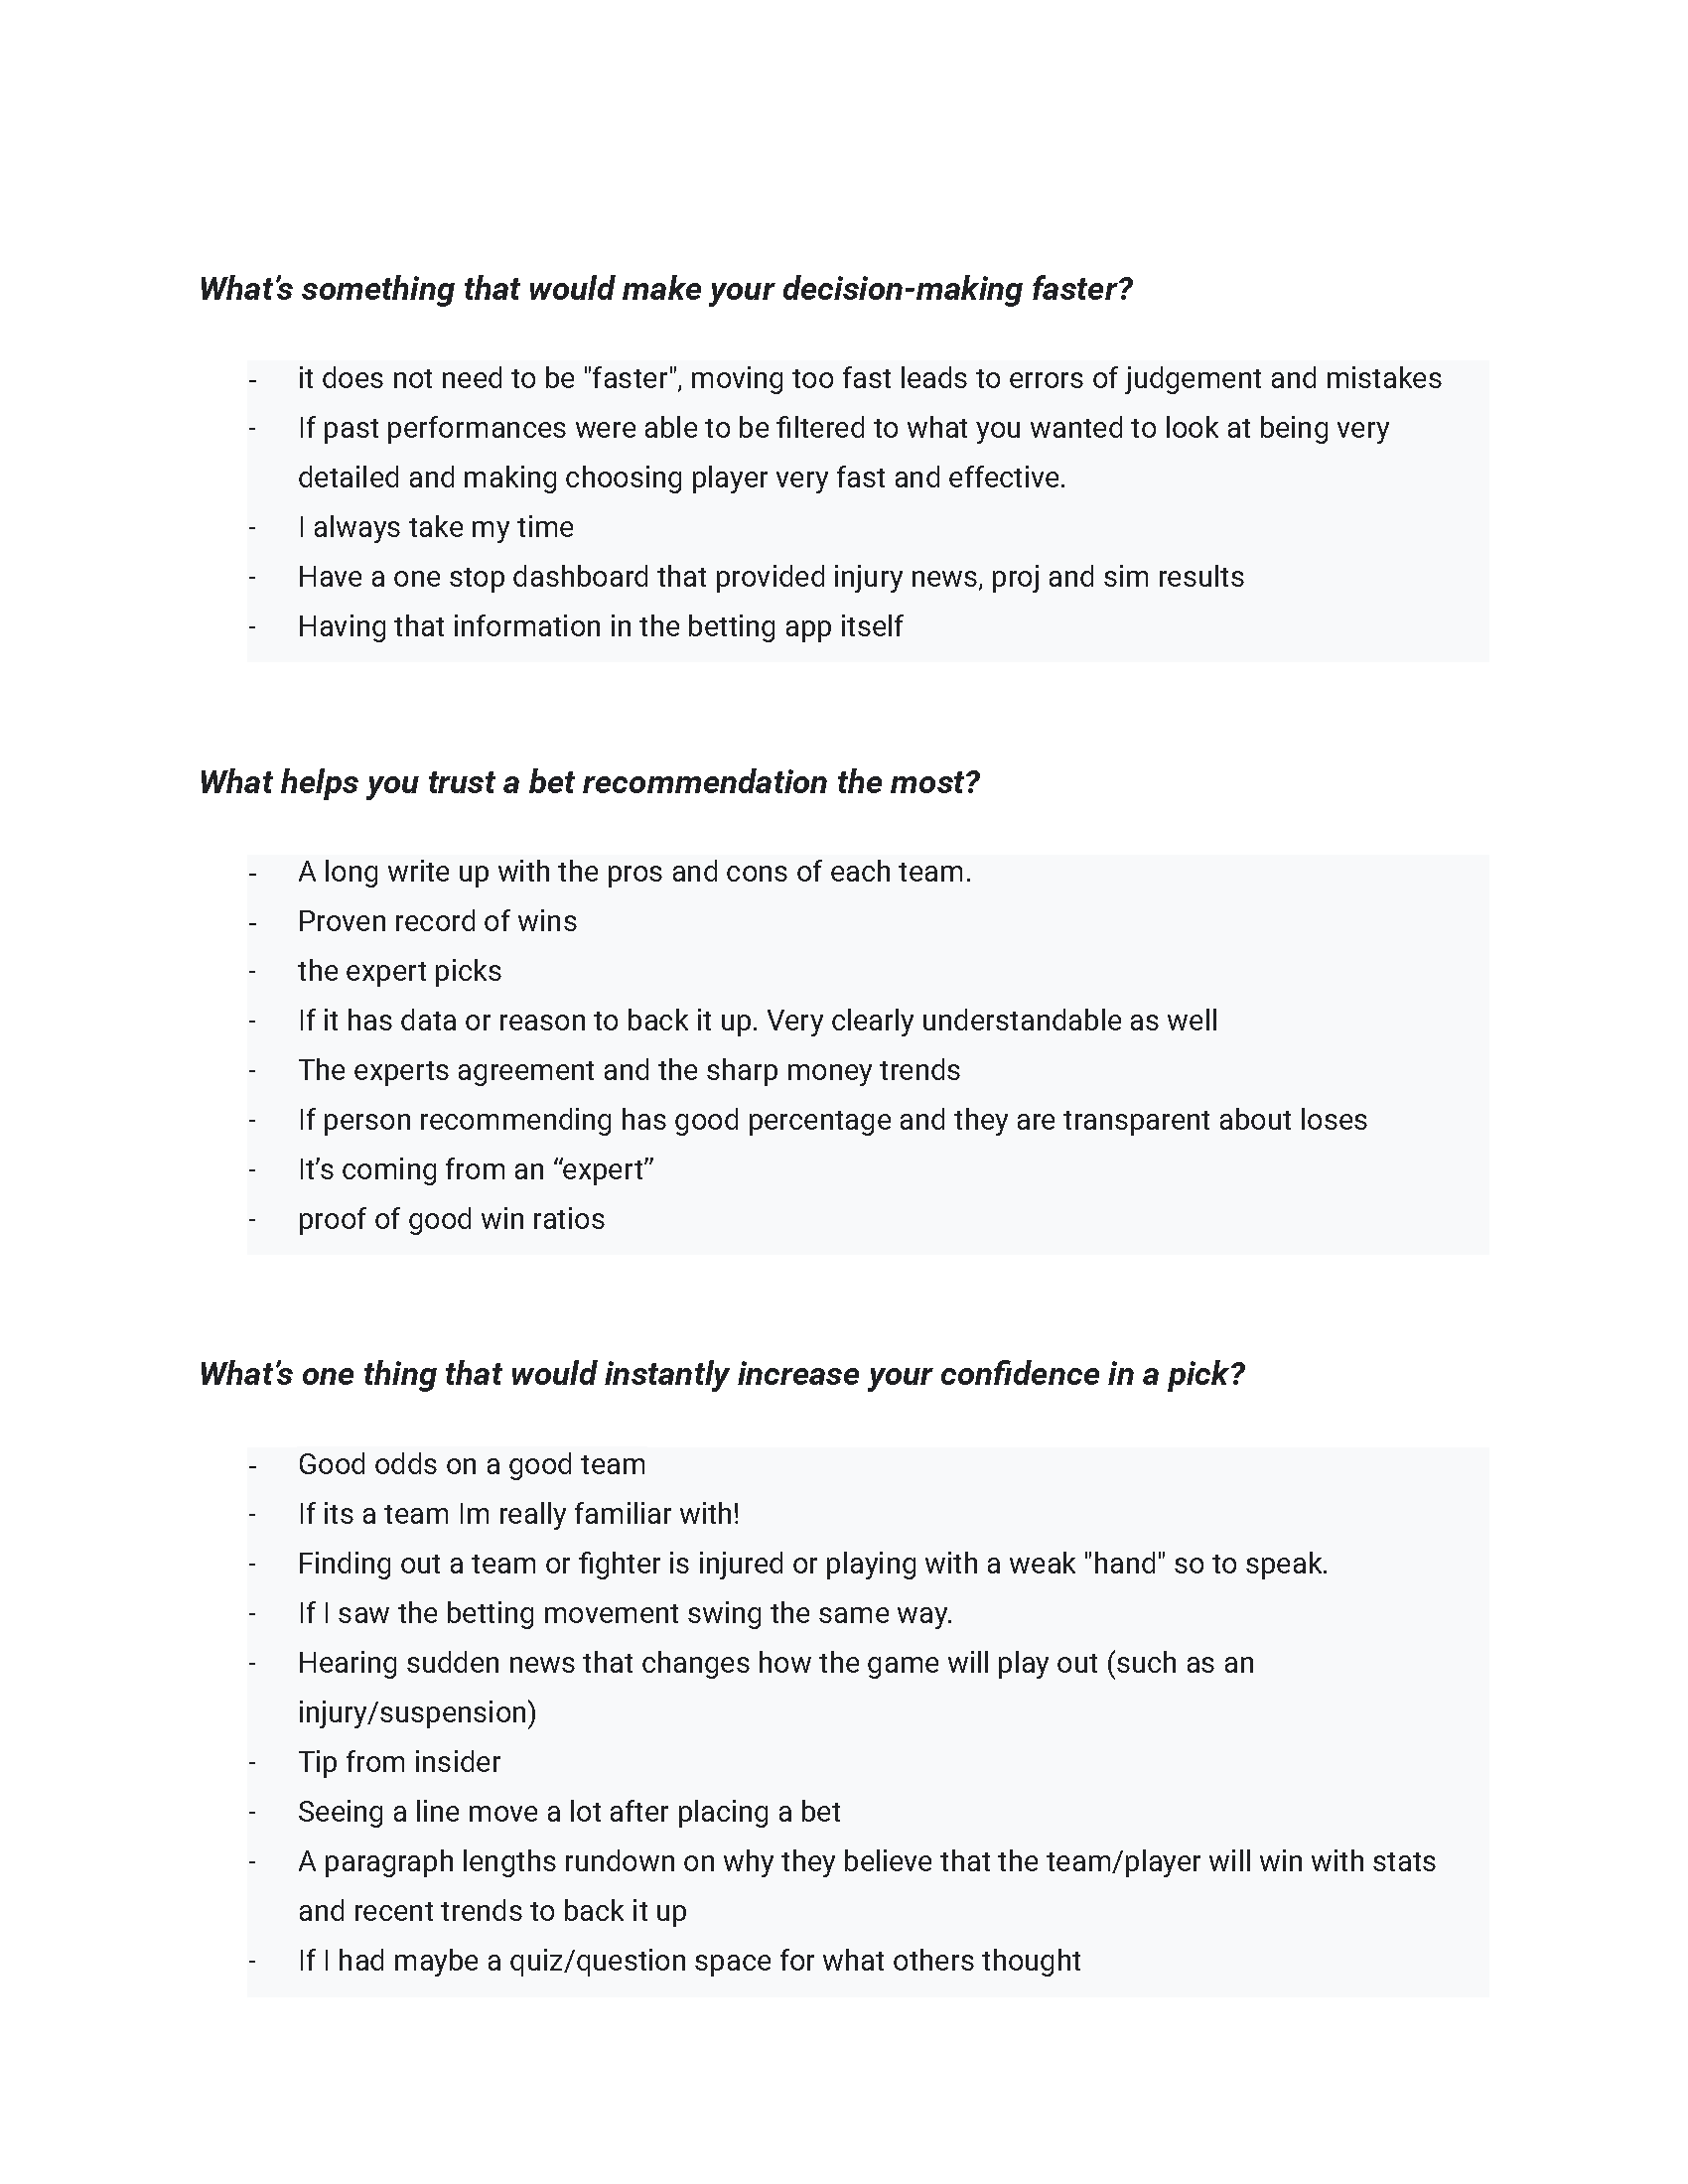 What’s something that would make your decision-making faster?
- it does not need to be "faster", moving too fast leads to errors of judgement and mistakes
- If past performances were able to be filtered to what you wanted to look at being very
detailed and making choosing player very fast and effective.
- I always take my time
- Have a one stop dashboard that provided injury news, proj and sim results
- Having that information in the betting app itself
What helps you trust a bet recommendation the most?
- A long write up with the pros and cons of each team.
- Proven record of wins
- the expert picks
- If it has data or reason to back it up. Very clearly understandable as well
- The experts agreement and the sharp money trends
- If person recommending has good percentage and they are transparent about loses
- It’s coming from an “expert”
- proof of good win ratios
What’s one thing that would instantly increase your confidence in a pick?
- Good odds on a good team
- If its a team Im really familiar with!
- Finding out a team or fighter is injured or playing with a weak "hand" so to speak.
- If I saw the betting movement swing the same way.
- Hearing sudden news that changes how the game will play out (such as an
injury/suspension)
- Tip from insider
- Seeing a line move a lot after placing a bet
- A paragraph lengths rundown on why they believe that the team/player will win with stats
and recent trends to back it up
- If I had maybe a quiz/question space for what others thought